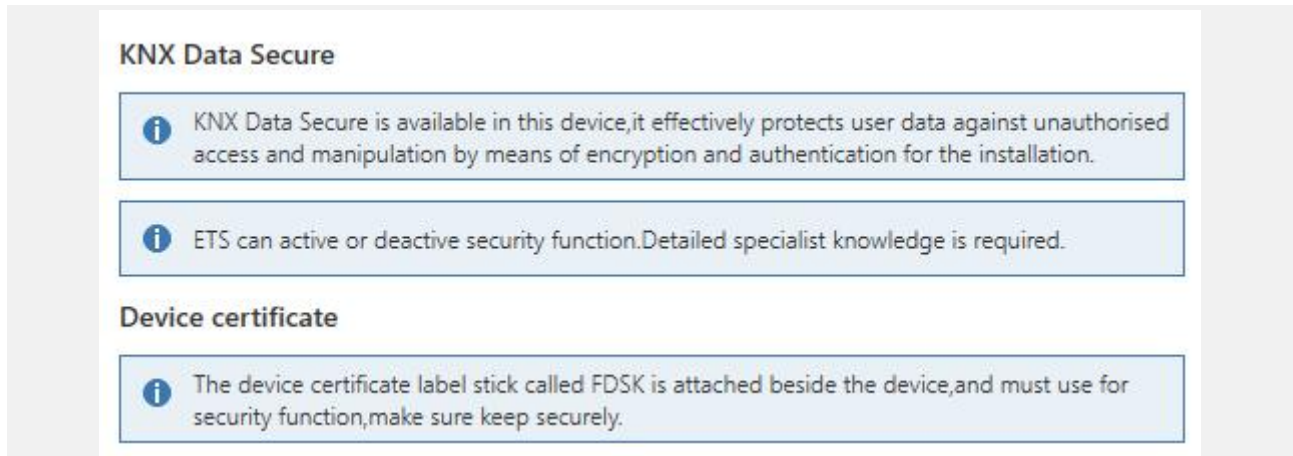 KNX Data Secure
KNX Data Secure is available in this device,it effectively protects user data against unauthorised
access and manipulation by means of encryption and authentication for the installation.
ETS can active or deactive security function.Detailed specialist knowledge is required.
Device certificate
The device certificate label stick called FDSK is attached beside the device,and must use for
security function,make sure keep securely.